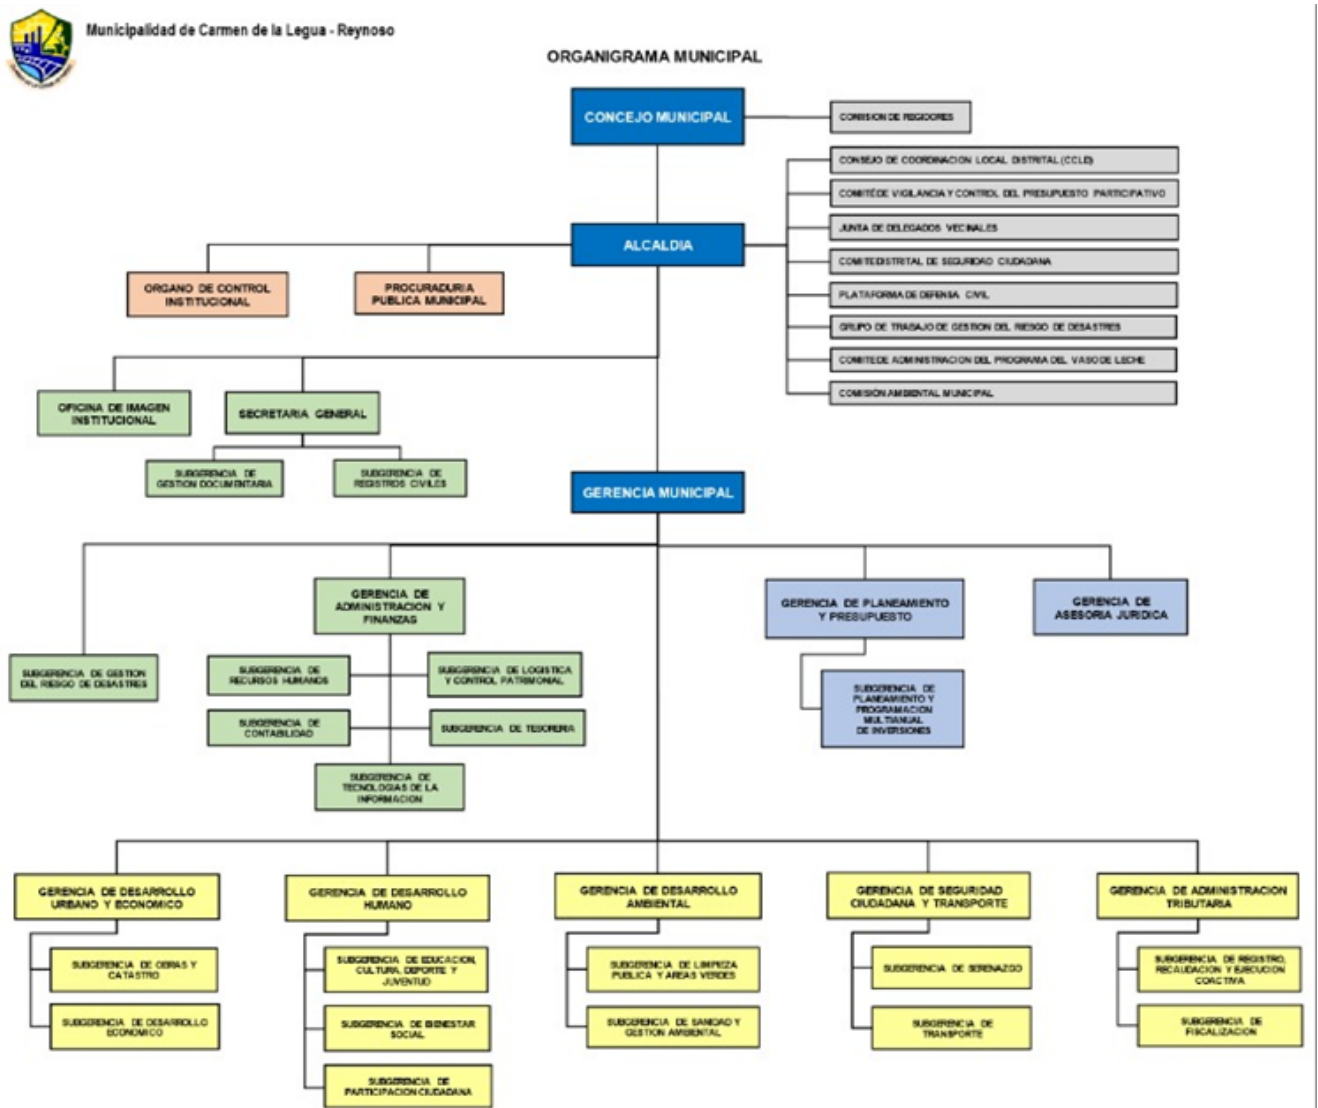 Municipalidad de Carmen de la Legua - Reynoso
ORGANIGRAMA MUNICIPAL
CONCEJO MUNICIPAL
COMISION DE REGIDORES
CONSEJO DE COORDINACION LOCAL DISTRITAL (CCLD)
COMITÉ DE VIGILANCIA Y CONTROL DEL PRESUPUESTO PARTICIPATIVO
JUNTA DE DELEGADOS VECINALES
ALCALDIA
COMITE DISTRITAL DE SEGURIDAD CIUDADANA
PLATAFORMA DE DEFENSA CIVIL
GRUPO DE TRABAJO DE GESTION DEL RIESGO DE DESASTRES
COMITE DE ADMINISTRACION DEL PROGRAMA DEL VASO DE LECHE
COMISIÓN AMBIENTAL MUNICIPAL
ORGANO DE CONTROL
INSTITUCIONAL
PROCURADURIA
PUBLICA MUNICIPAL
OFICINA DE IMAGEN
INSTITUCIONAL
SECRETARIA GENERAL
SUBGERENCIA DE
GESTION DOCUMENTARIA
SUBGERENCIA DE
REGISTROS CIVILES
GERENCIA MUNICIPAL
GERENCIA DE
ADMINISTRACION Y
FINANZAS
GERENCIA DE PLANEAMIENTO
Y PRESUPUESTO
GERENCIA DE
ASESORIA JURIDICA
SUBGERENCIA DE GESTION
DEL RIESGO DE DESASTRES
SUBGERENCIA DE
RECURSOS HUMANOS
SUBGERENCIA DE LOGISTICA
Y CONTROL PATRIMONIAL
SUBGERENCIA DE
CONTABILIDAD
SUBGERENCIA DE TESORERIA
SUBGERENCIA DE
TECNOLOGIAS DE LA
INFORMACION
SUBGERENCIA DE
PLANEAMIENTO Y
PROGRAMACION
MULTIANUAL
DE INVERSIONES
GERENCIA DE DESARROLLO
URBANO Y ECONOMICO
SUBGERENCIA DE OBRAS Y
CATASTRO
SUBGERENCIA DE DESARROLLO
ECONOMICO
GERENCIA DE DESARROLLO
HUMANO
SUBGERENCIA DE EDUCACION,
CULTURA, DEPORTE Y
JUVENTUD
SUBGERENCIA DE BIENESTAR
SOCIAL
SUBGERENCIA DE
PARTICIPACION CIUDADANA
GERENCIA DE DESARROLLO
AMBIENTAL
SUBGERENCIA DE LIMPIEZA
PUBLICA Y AREAS VERDES
SUBGERENCIA DE SANIDAD Y
GESTION AMBIENTAL
GERENCIA DE SEGURIDAD
CIUDADANA Y TRANSPORTE
SUBGERENCIA DE SERENAZGO
SUBGERENCIA DE
TRANSPORTE
GERENCIA DE ADMINISTRACION
TRIBUTARIA
SUBGERENCIA DE REGISTRO,
RECAUDACION Y EJECUCION
COACTIVA
SUBGERENCIA DE
FISCALIZACION